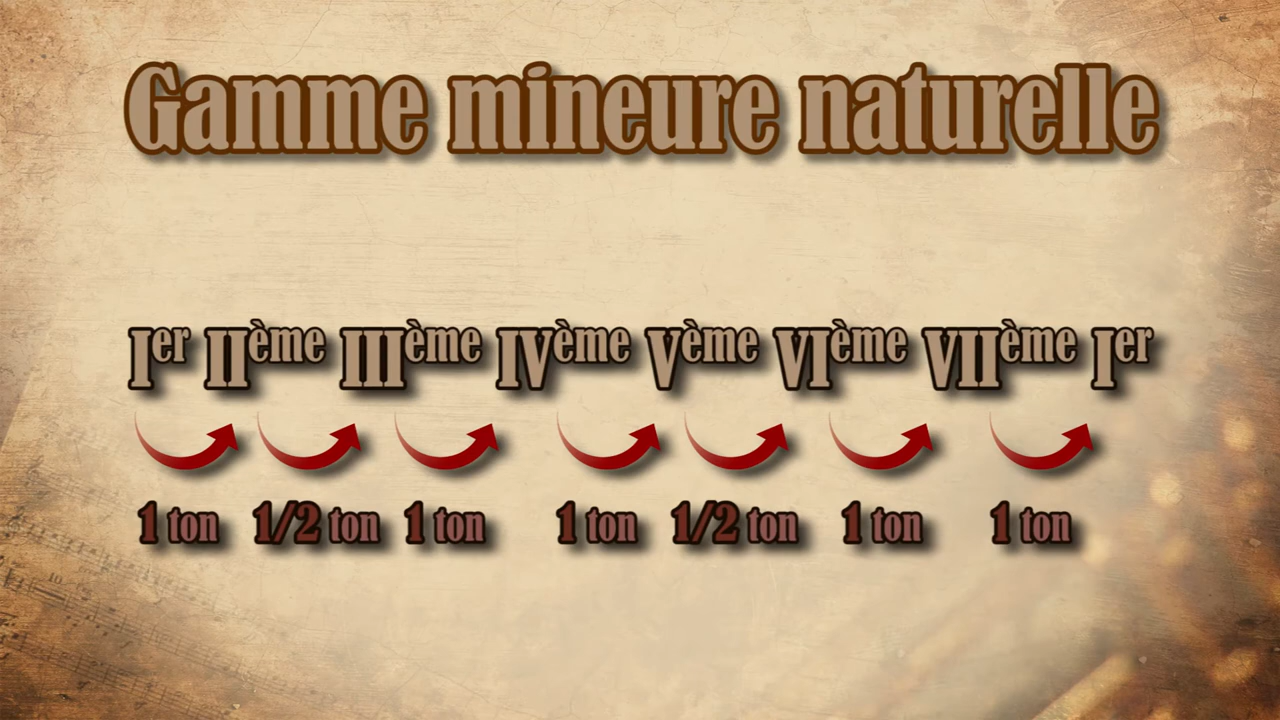 Gamme mineure naturelle
Ier IIème IIIème IVème Vème VIème VIIème Ier
1 ton 1/2 ton 1 ton 1 ton 1/2 ton 1 ton 1 ton